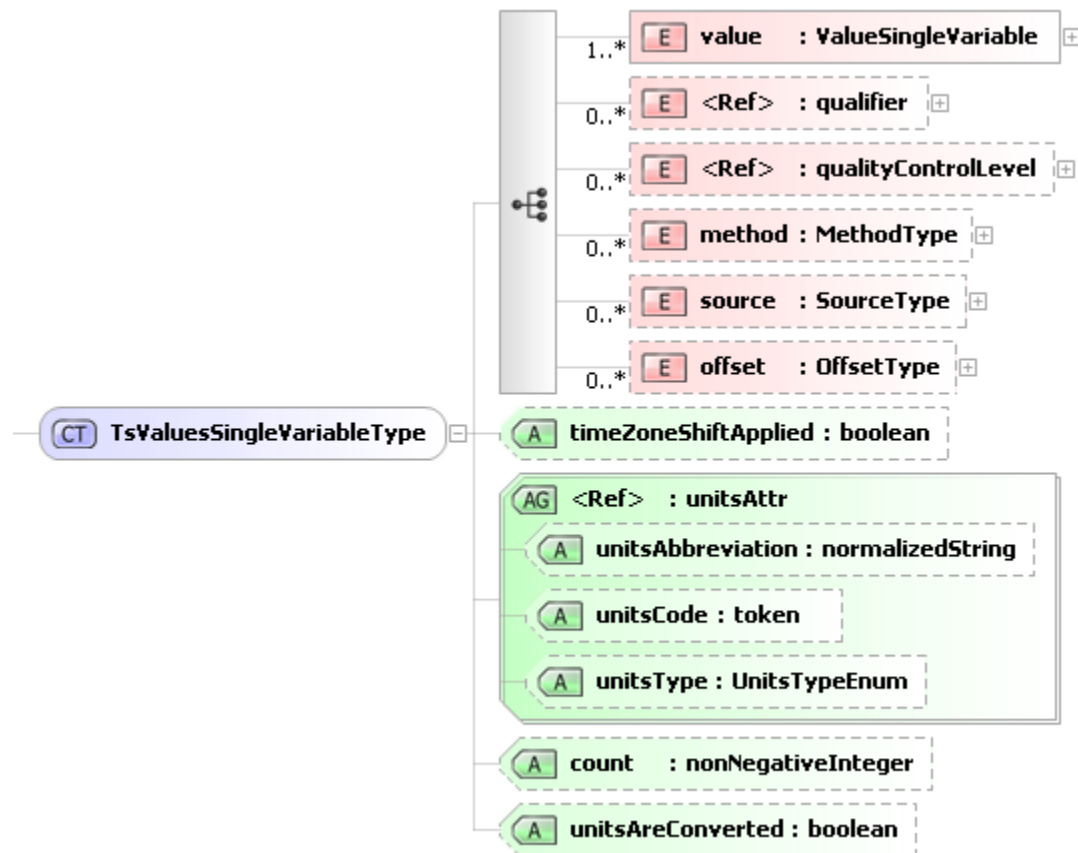 1..* E value : ValueSingleVariable
0..* E <Ref> : qualifier
0..* E <Ref> : qualityControlLevel
0..* E method : MethodType
0..* E source : SourceType
0..* E offset : OffsetType
CT TsValuesSingleVariableType
A timeZoneShiftApplied : boolean
AG <Ref> : unitsAttr
A unitsAbbreviation : normalizedString
A unitsCode : token
A unitsType : UnitsTypeEnum
A count : nonNegativeInteger
A unitsAreConverted : boolean